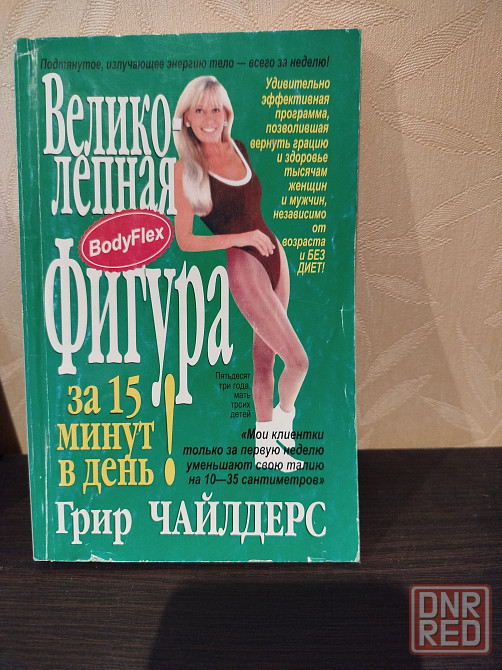 Подтянутое, излучающее энергию тело — всего за неделю!
Велико-
лепная
BodyFlex
Фигура
за 15
минут
в день!
Удивительно
эффективная
программа,
позволившая
вернуть грацию
и здоровье
тысячам
женщин
и мужчин,
независимо
от
возраста
и БЕЗ
ДИЕТ!
Пятьдесят
три года,
мать
троих
детей
«Мои клиентки
только за первую неделю
уменьшают свою талию
на 10—35 сантиметров»
Грир ЧАЙЛДЕРС
DNR
RED